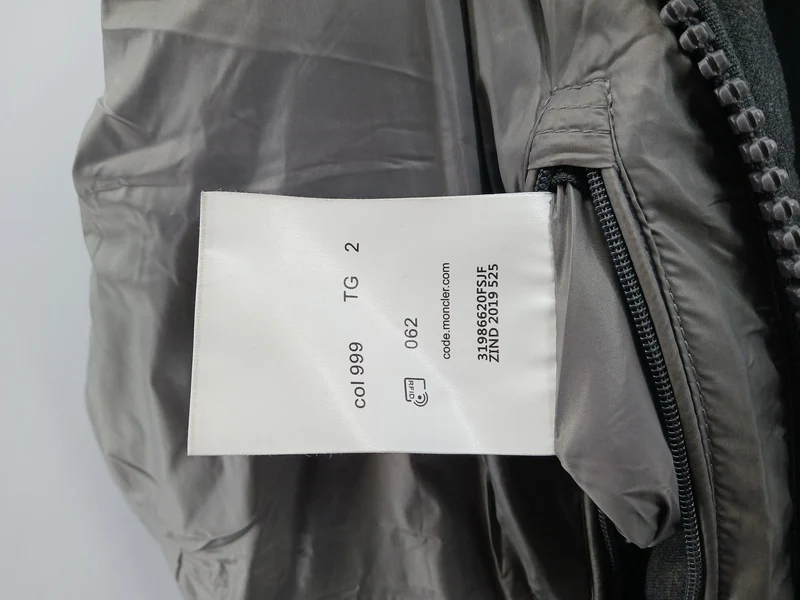 col 999 TG 2
RFID 062
code.moncler.com
31986620FSJF
ZIND 2019 525